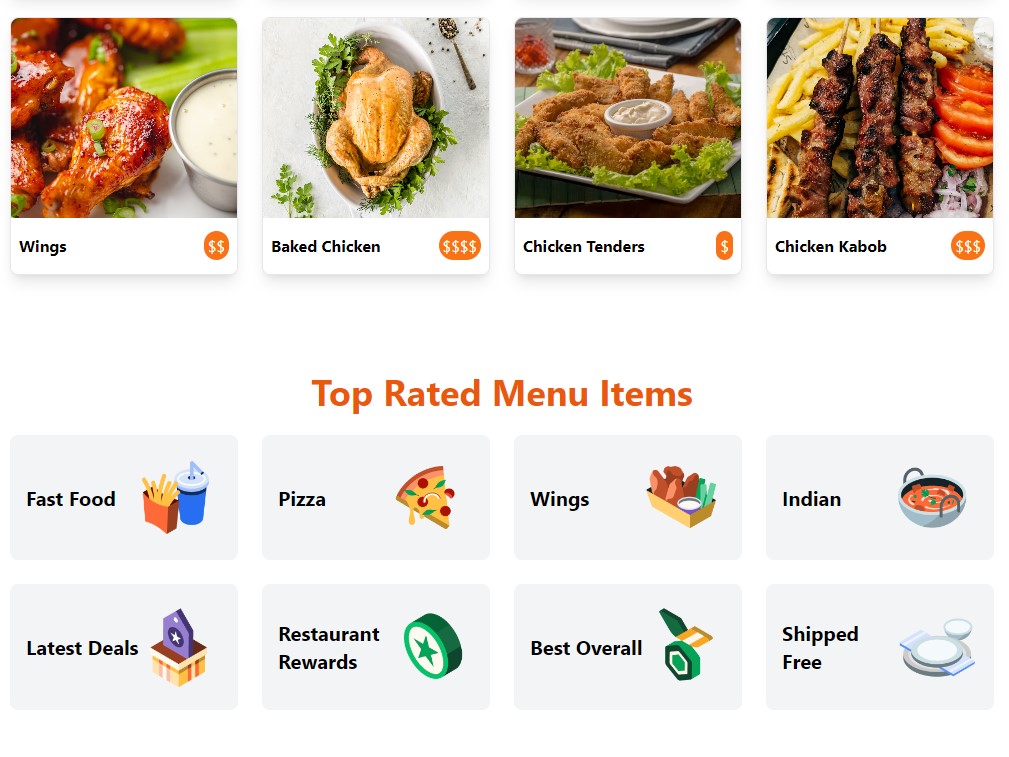 Wings
$$
Baked Chicken
$$$$
Chicken Tenders
$
Chicken Kabob
$$$
Top Rated Menu Items
Fast Food
Pizza
Wings
Indian
Latest Deals
Restaurant
Rewards
Best Overall
Shipped
Free